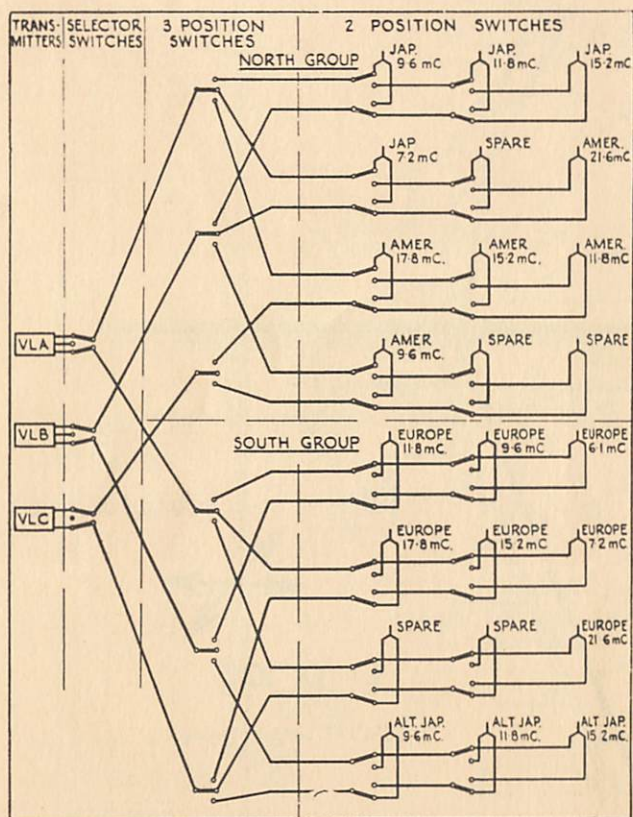 TRANS-
MITTERS
SELECTOR
SWITCHES
3 POSITION
SWITCHES
2 POSITION SWITCHES
NORTH GROUP
JAP.
9·6 mC
JAP.
11·8 mC.
JAP.
15·2 mC
JAP
7·2 mC
SPARE
AMER.
21·6 mC
AMER
17·8 mC.
AMER
15·2 mC.
AMER.
11·8 mC
AMER
9·6 mC
SPARE
SPARE
VLA
VLB
VLC
SOUTH GROUP
EUROPE
11·8 mC.
EUROPE
9·6 mC
EUROPE
6·1 mC
EUROPE
17·8 mC.
EUROPE
15·2 mC
EUROPE
7·2 mC
SPARE
SPARE
EUROPE
21·6 mC
ALT. JAP.
9·6 mC.
ALT JAP
11·8 mC.
ALT JAP
15·2 mC.